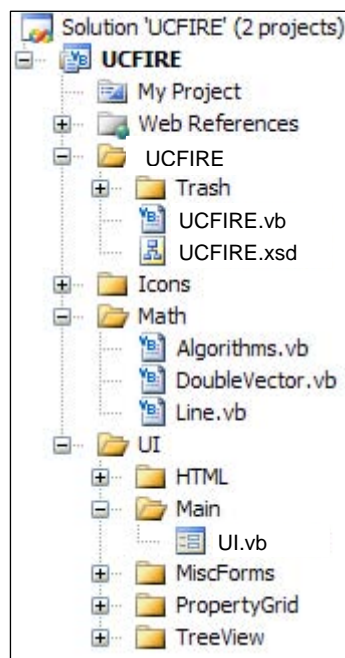 Solution 'UCFIRE' (2 projects)
UCFIRE
My Project
Web References
UCFIRE
Trash
UCFIRE.vb
UCFIRE.xsd
Icons
Math
Algorithms.vb
DoubleVector.vb
Line.vb
UI
HTML
Main
UI.vb
MiscForms
PropertyGrid
TreeView